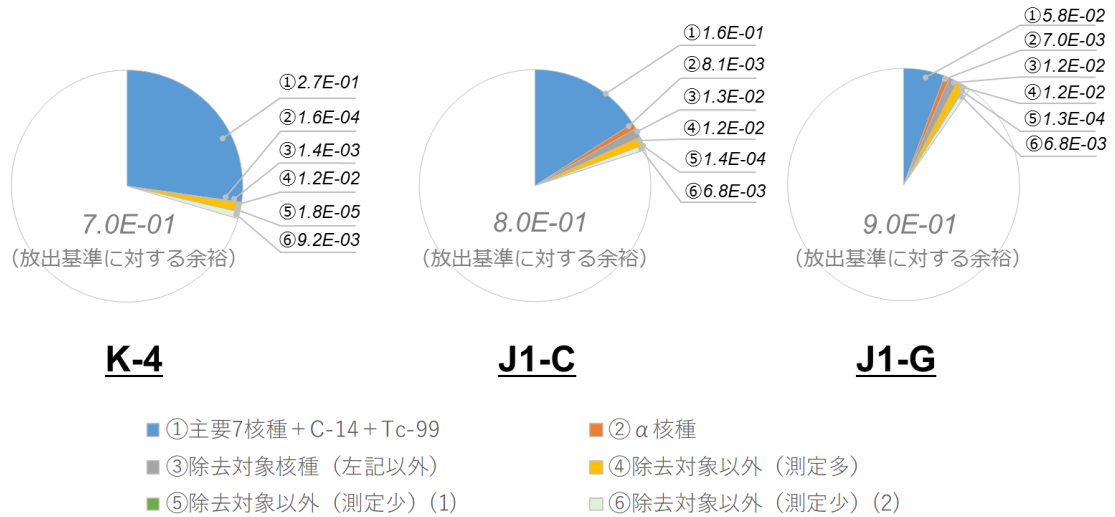 ①2.7E-01
②1.6E-04
③1.4E-03
④1.2E-02
⑤1.8E-05
⑥9.2E-03
7.0E-01
(放出基準に対する余裕)
K-4
①1.6E-01
②8.1E-03
③1.3E-02
④1.2E-02
⑤1.4E-04
⑥6.8E-03
8.0E-01
(放出基準に対する余裕)
J1-C
①5.8E-02
②7.0E-03
③1.2E-02
④1.2E-02
⑤1.3E-04
⑥6.8E-03
9.0E-01
(放出基準に対する余裕)
J1-G
①主要7核種＋C-14＋Tc-99
②α核種
③除去対象核種（左記以外）
④除去対象以外（測定多）
⑤除去対象以外（測定少）(1)
⑥除去対象以外（測定少）(2)